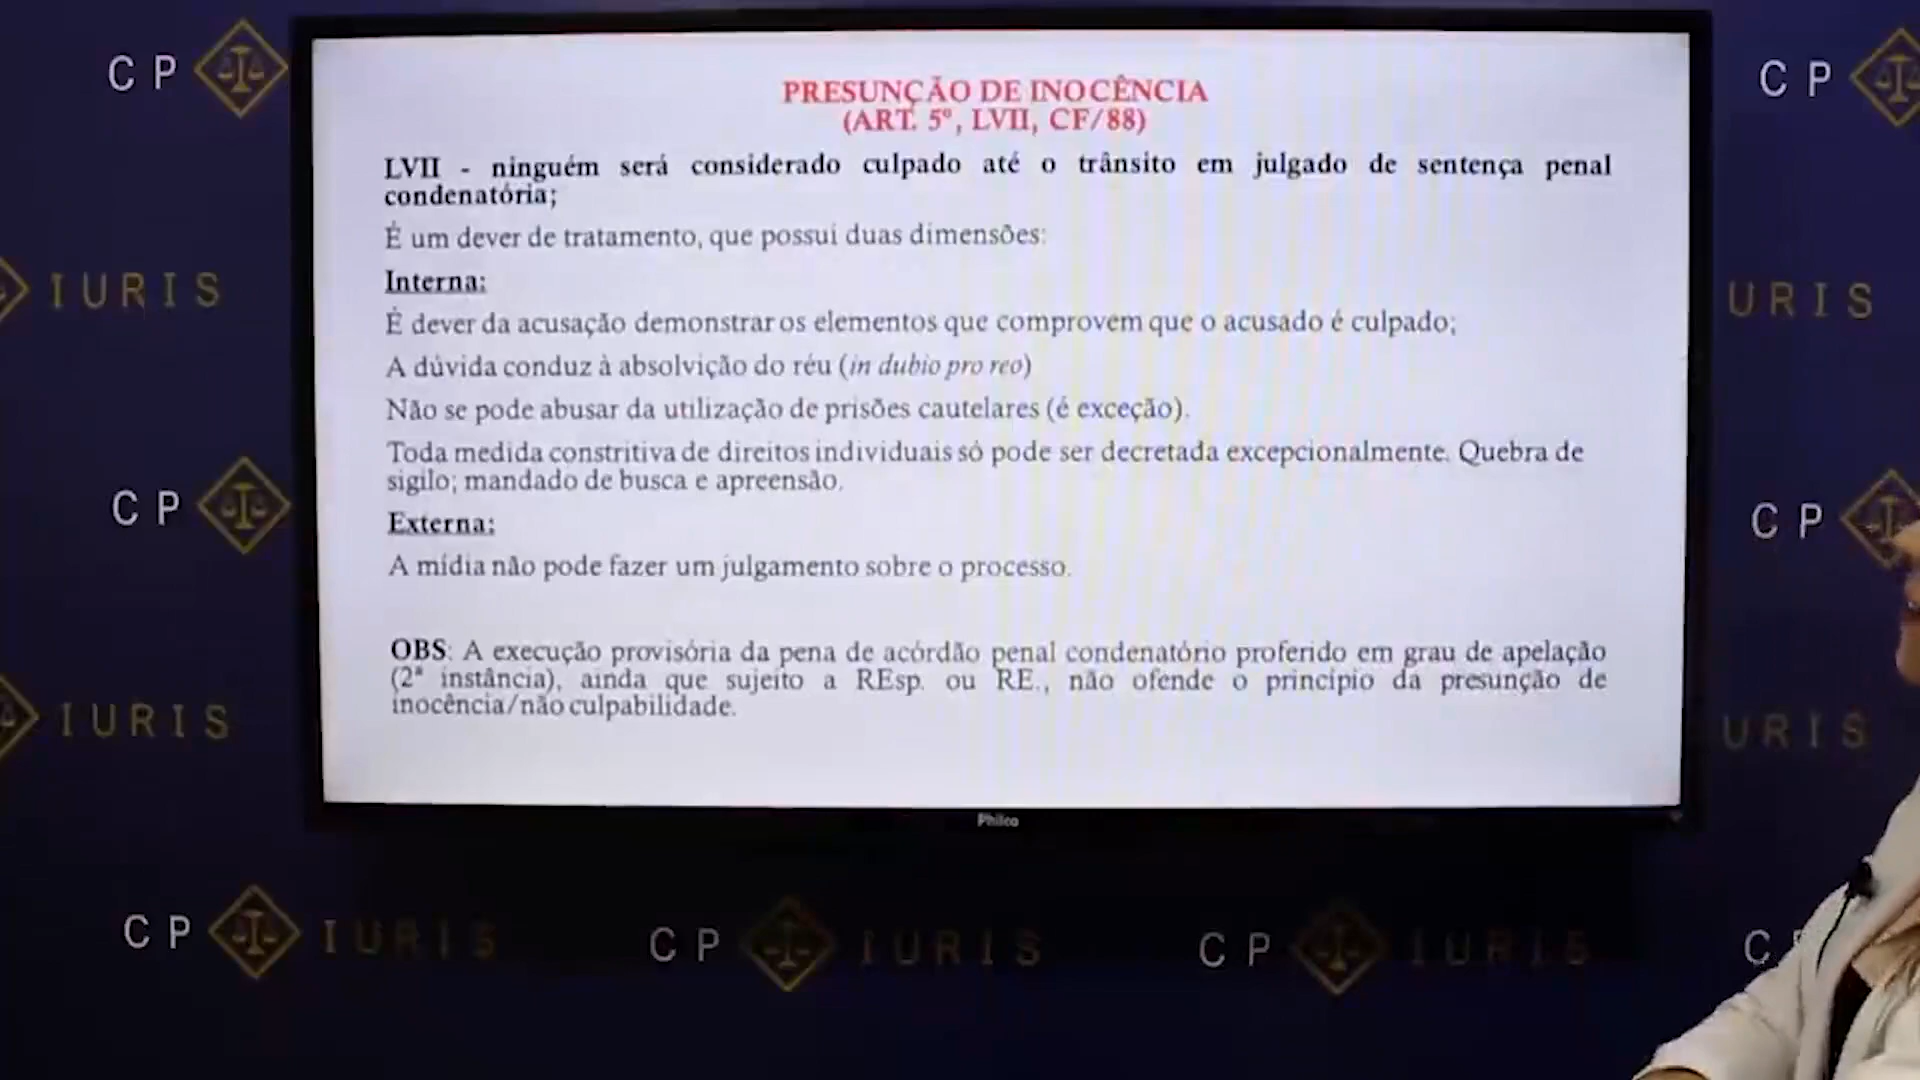 CP
CP
PRESUNÇÃO DE INOCÊNCIA
(ART. 5º, LVII, CF/88)
LVII - ninguém será considerado culpado até o trânsito em julgado de sentença penal
condenatória;
É um dever de tratamento, que possui duas dimensões:
Interna:
É dever da acusação demonstrar os elementos que comprovem que o acusado é culpado;
A dúvida conduz à absolvição do réu (in dubio pro reo)
Não se pode abusar da utilização de prisões cautelares (é exceção).
Toda medida constritiva de direitos individuais só pode ser decretada excepcionalmente. Quebra de
sigilo; mandado de busca e apreensão.
Externa:
A mídia não pode fazer um julgamento sobre o processo.
OBS: A execução provisória da pena de acórdão penal condenatório proferido em grau de apelação
(2ª instância), ainda que sujeito a REsp. ou RE., não ofende o princípio da presunção de
inocência/não culpabilidade.
Philco
IURIS
URIS
CP
CP
IURIS
URIS
CP IURIS
CP IURIS
CP IURIS
C